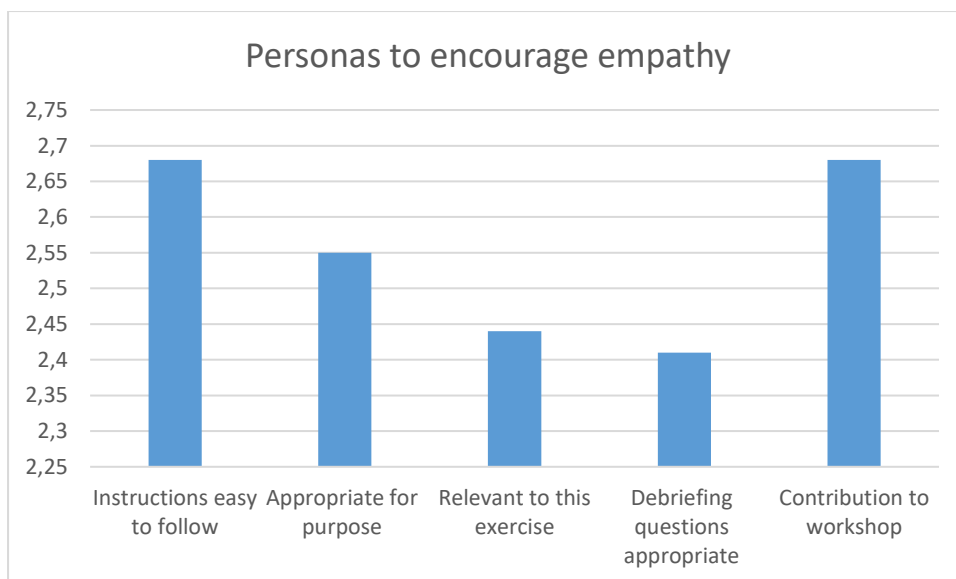 Personas to encourage empathy
2,75
2,7
2,65
2,6
2,55
2,5
2,45
2,4
2,35
2,3
2,25
Instructions easy
to follow
Appropriate for
purpose
Relevant to this
exercise
Debriefing
questions
appropriate
Contribution to
workshop